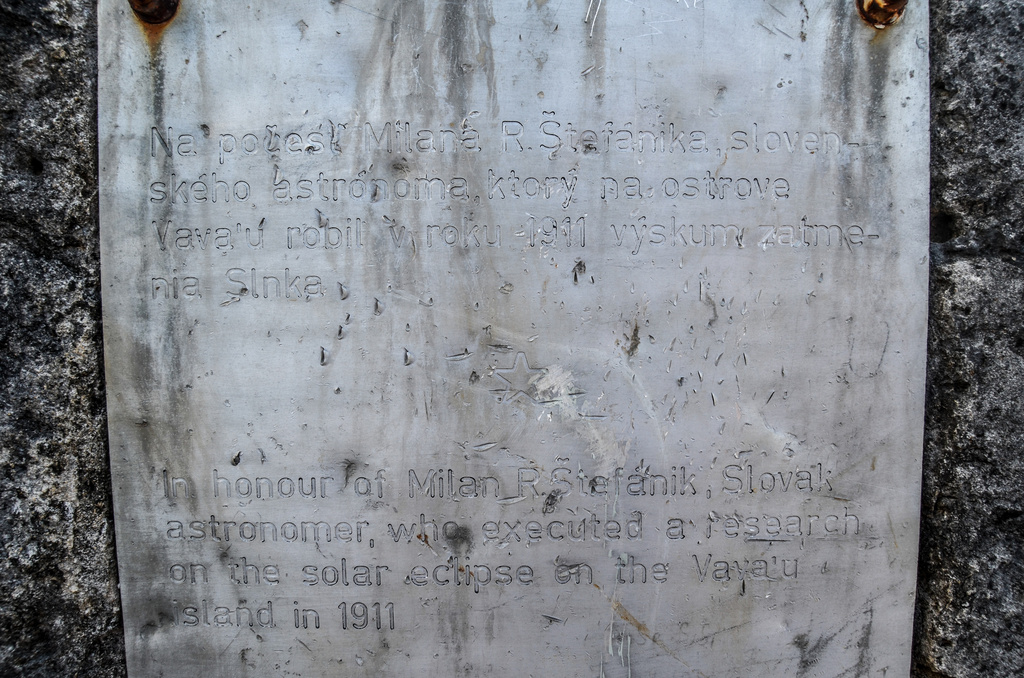 Na počesť Milana R. Štefánika, sloven-
ského astronóma, ktorý na ostrove
Vava'u robil v roku 1911 výskum zatme-
nia Slnka
In honour of Milan R. Štefánik, Slovak
astronomer, who executed a research
on the solar eclipse on the Vava'u
island in 1911